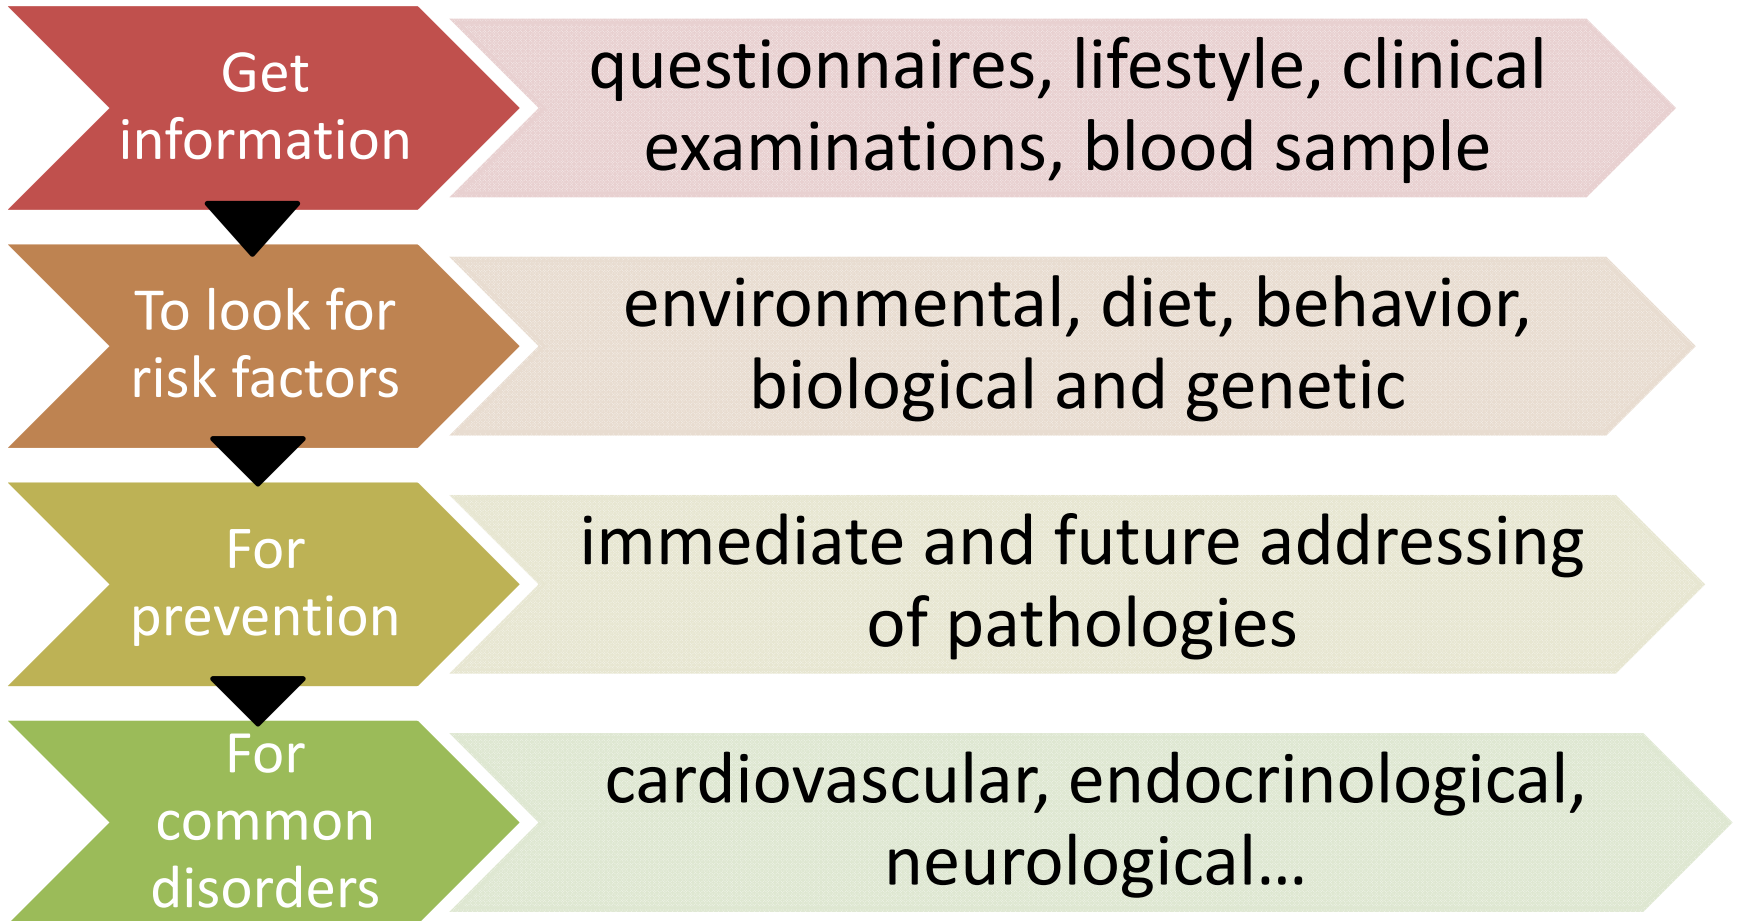 Get
information
questionnaires, lifestyle, clinical
examinations, blood sample
To look for
risk factors
environmental, diet, behavior,
biological and genetic
For
prevention
immediate and future addressing
of pathologies
For
common
disorders
cardiovascular, endocrinological,
neurological…